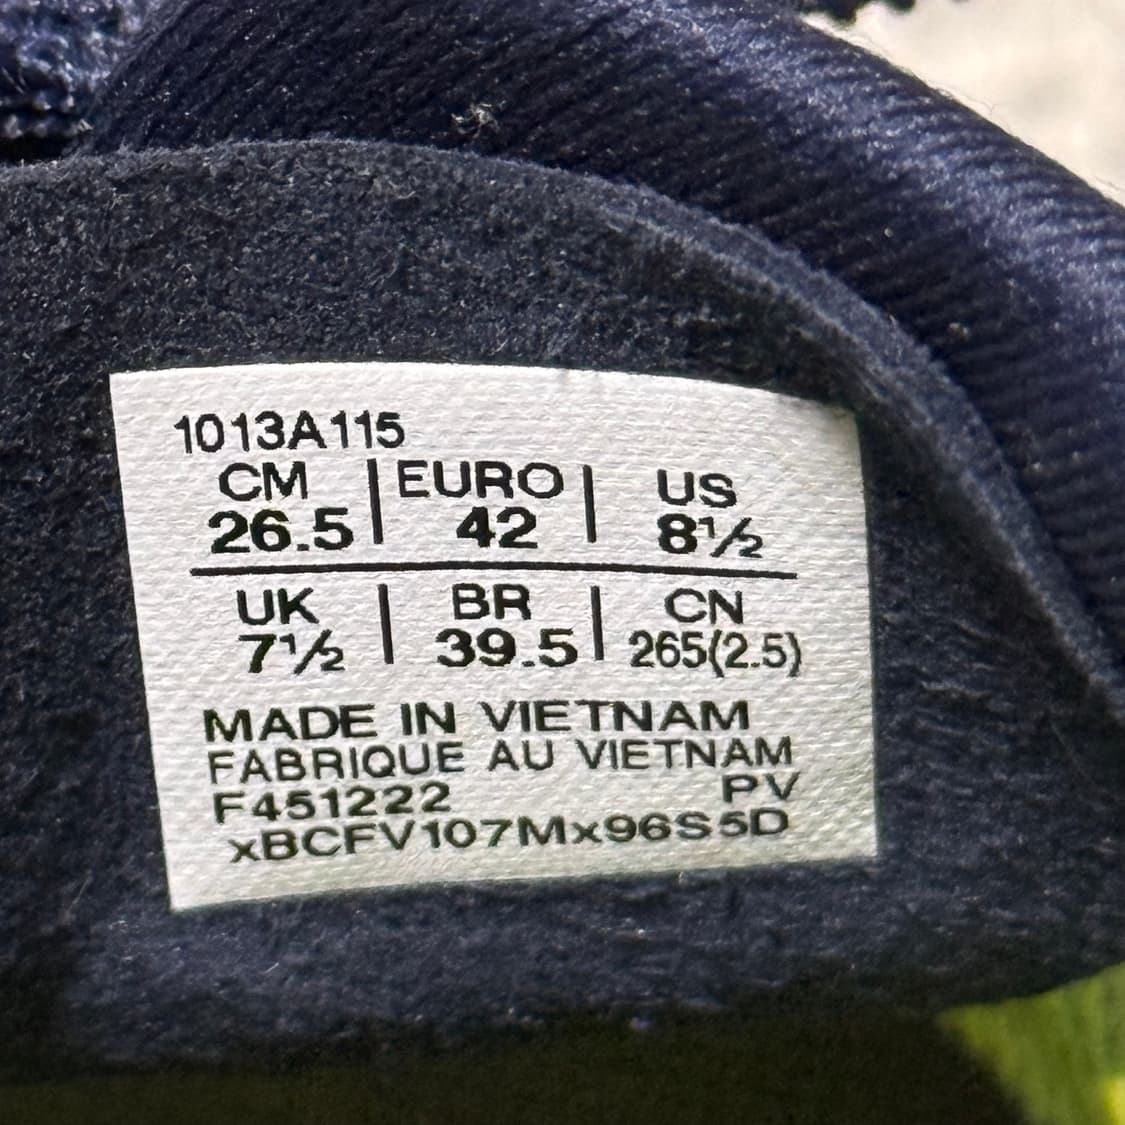 1013A115
CM | EURO | US
26.5 | 42 | 8½
UK | BR | CN
7½ | 39.5 | 265(2.5)
MADE IN VIETNAM
FABRIQUE AU VIETNAM
F451222 PV
xBCFV107Mx96S5D